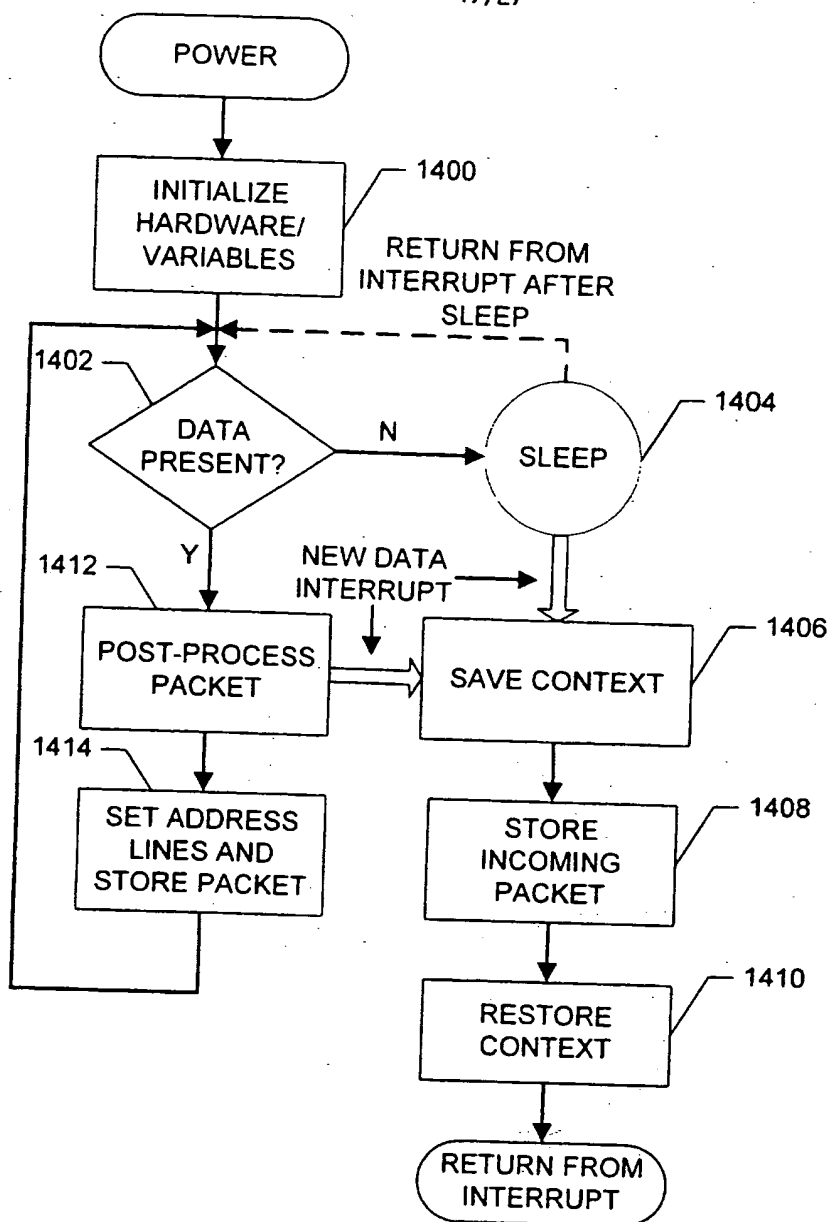 POWER
INITIALIZE
HARDWARE/
VARIABLES
1400
RETURN FROM
INTERRUPT AFTER
SLEEP
1402
DATA
PRESENT?
N
SLEEP
1404
Y
1412
NEW DATA
INTERRUPT
POST-PROCESS
PACKET
SAVE CONTEXT
1406
1414
SET ADDRESS
LINES AND
STORE PACKET
STORE
INCOMING
PACKET
1408
RESTORE
CONTEXT
1410
RETURN FROM
INTERRUPT